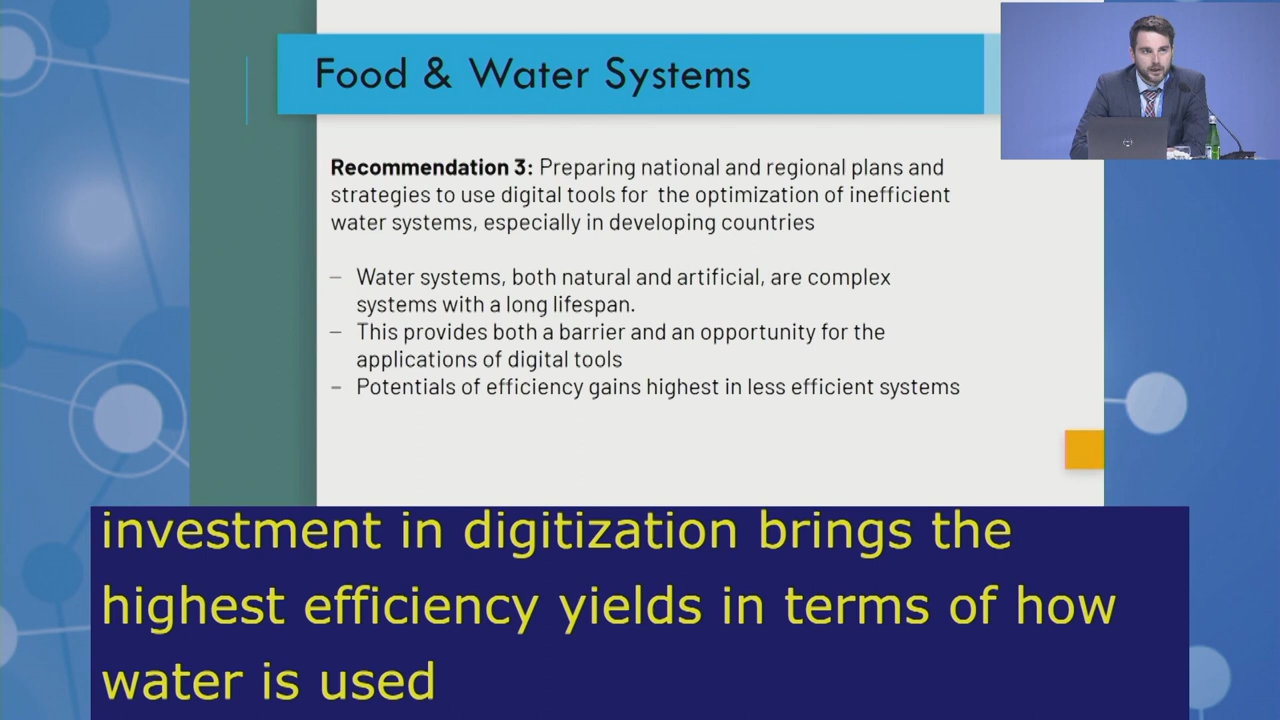 Food & Water Systems
Recommendation 3: Preparing national and regional plans and
strategies to use digital tools for the optimization of inefficient
water systems, especially in developing countries
– Water systems, both natural and artificial, are complex
systems with a long lifespan.
– This provides both a barrier and an opportunity for the
applications of digital tools
– Potentials of efficiency gains highest in less efficient systems
investment in digitization brings the
highest efficiency yields in terms of how
water is used